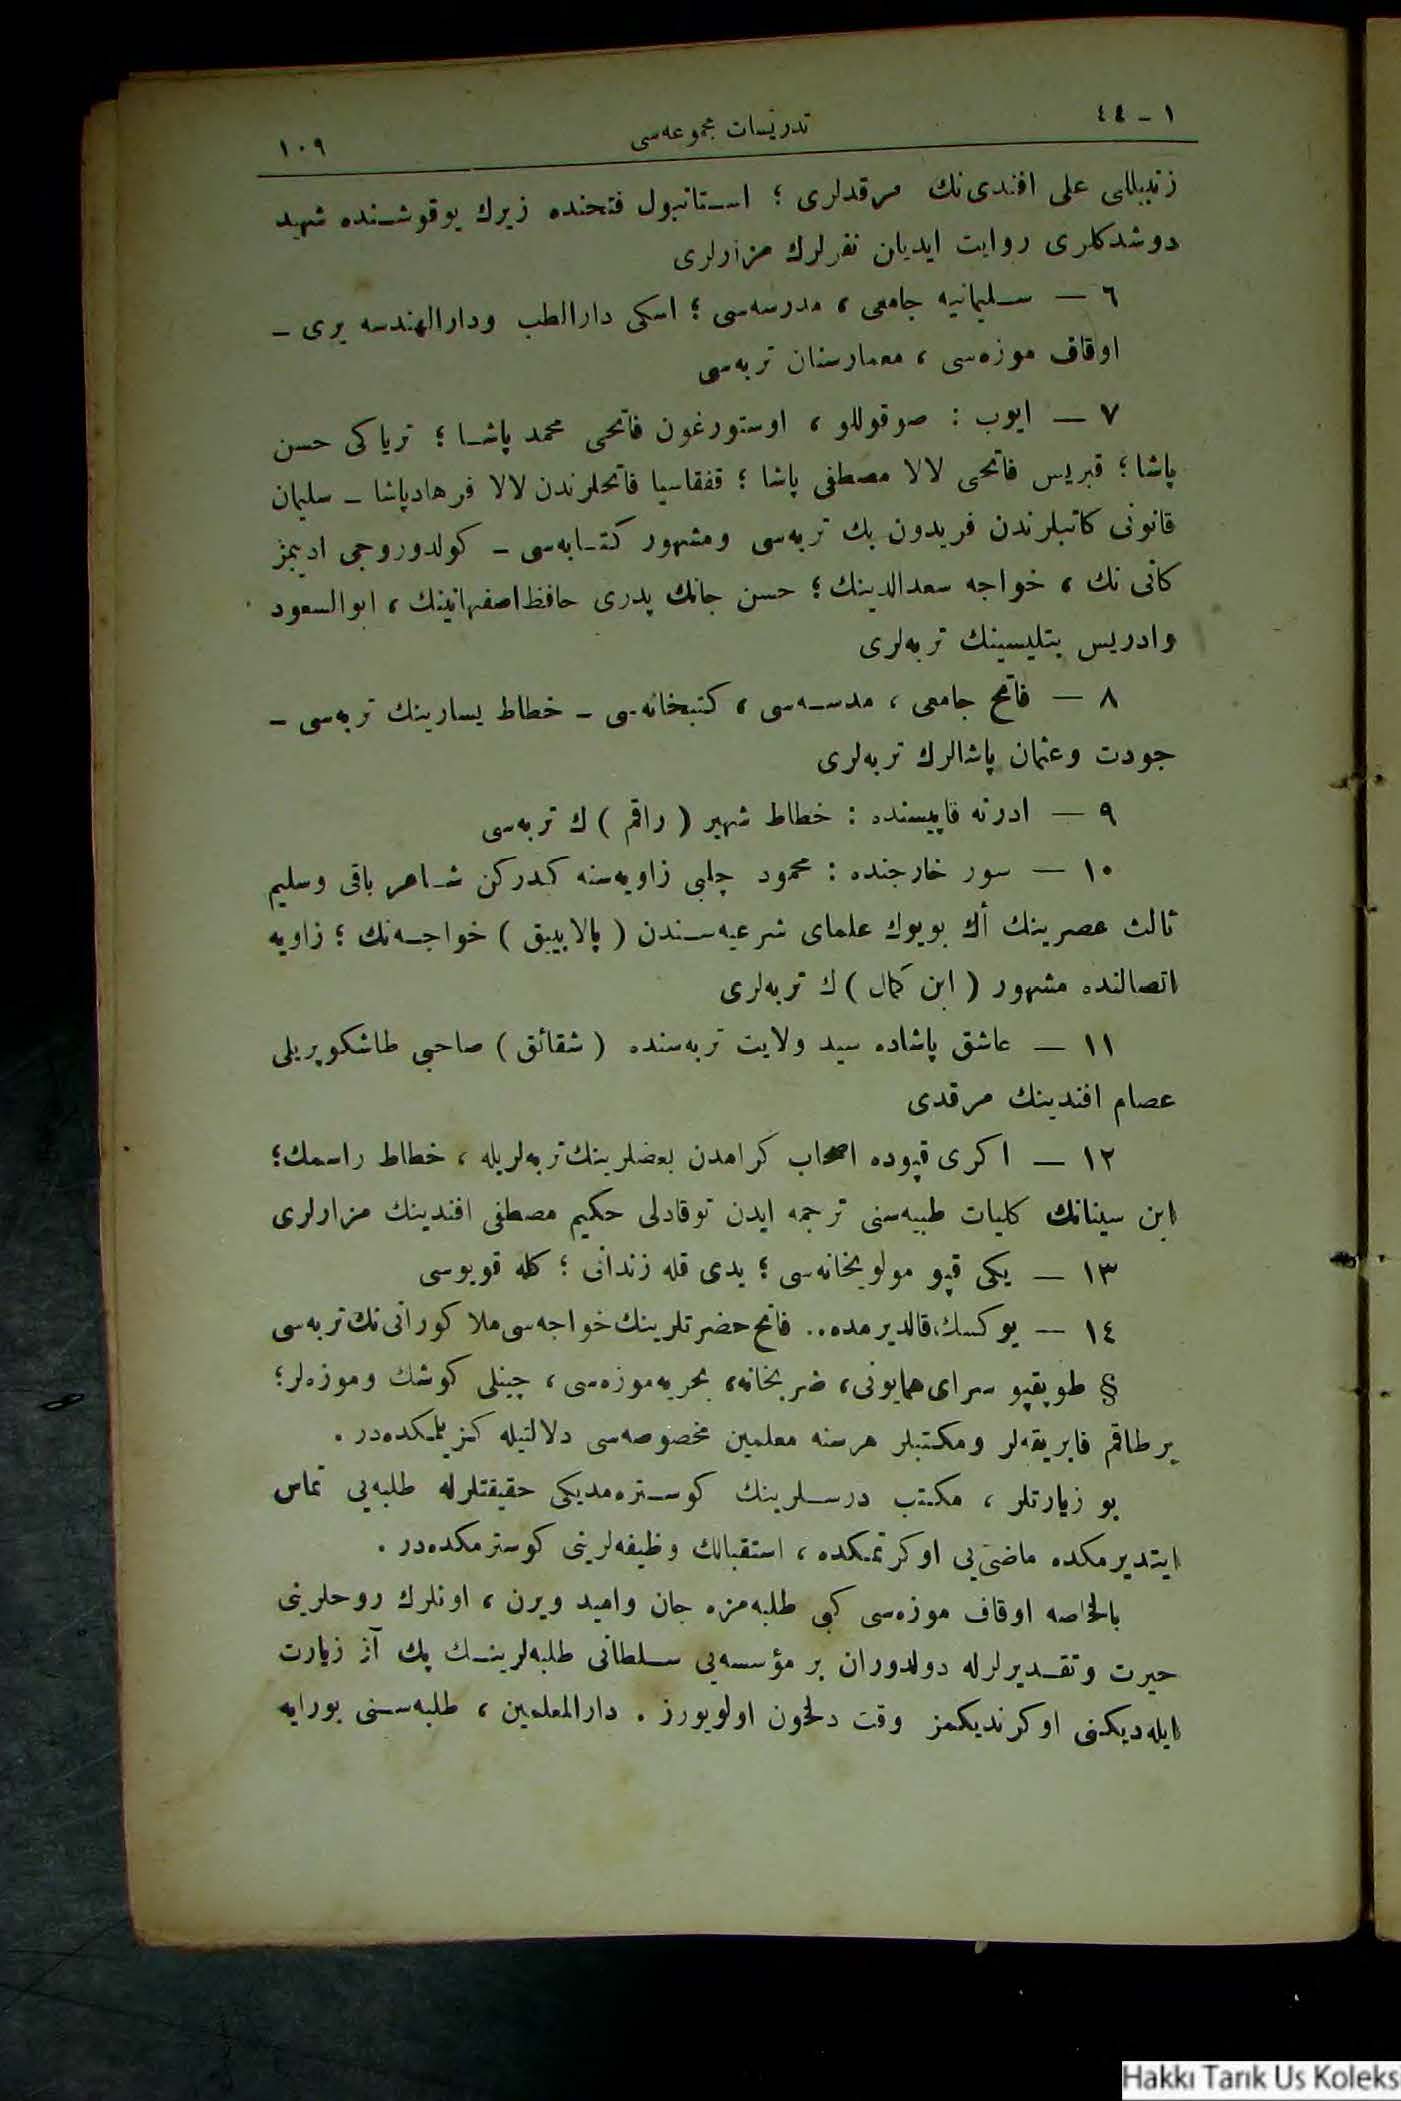 ١ - ٤٤
تدریسات مجموعه‌سی
١٠٩
زنبیللی علی افندی‌نك مرقدلری ؛ استانبول فتحنده زیرك یوقوشنده شهید
دوشدكلری روایت ایدیلن نفرلرك مزارلری
٦ — سلیمانیه جامعی ، مدرسه‌سی ؛ اسكی دارالطب ودارالهندسه یری -
اوقاف موزه‌سی ، معمارسنان تربه‌سی
٧ — ایوب : صوقوللو ، اوستورغون فاتحی محمد پاشا ؛ تریاكی حسن
پاشا ؛ قبریس فاتحی لالا مصطفی پاشا ؛ قفقاسیا فاتحلرندن لالا فرهادپاشا - سلیمان
قانونی كاتبلرندن فریدون بك تربه‌سی ومشهور كتابه‌سی - كولدوروجی ادیبمز
كانی نك ، خواجه سعدالدینك ؛ حسن جانك پدری حافظ اصفهانینك ، ابوالسعود
وادریس بتلیسینك تربه‌لری
٨ — فاتح جامعی ، مدسه‌سی ، كتبخانه‌سی - خطاط یسارینك تربه‌سی -
جودت وعثمان پاشالرك تربه‌لری
٩ — ادرنه قاپیسنده : خطاط شهیر ( راقم ) ك تربه‌سی
١٠ — سور خارجنده : محمود چلبی زاویه‌سنه كیدركن شاعر باقی وسلیم
ثالث عصرینك أك بویوك علمای شرعیه‌سندن ( پالابییق ) خواجه‌نك ؛ زاویه
اتصالنده مشهور ( ابن كمال ) ك تربه‌لری
١١ — عاشق پاشاده سید ولایت تربه‌سنده ( شقائق ) صاحبی طاشكوپریلی
عصام افندینك مرقدی
١٢ — اكری قپوده اصحاب كرامدن بعضلرینك تربه‌لریله ، خطاط راسمك ؛
ابن سینانك كلیات طبیه‌سنی ترجمه ایدن توقادلی حكیم مصطفی افندینك مزارلری
١٣ — یكی قپو مولویخانه‌سی ؛ یدی قله زندانی ؛ كله قویوسی
١٤ — یوكسك قالدیرمده .. فاتح حضرتلرینك خواجه‌سی ملا كورانی نك تربه‌سی
§ طوپقپو سرای همایونی ، ضربخانه ، بحریه موزه‌سی ، چینلی كوشك وموزه‌لر ؛
بر طاقم فابریقه‌لر ومكتبلر هرسنه معلمین مخصوصه‌سی دلالتیله كزیلمكده‌در .
بو زیارتلر ، مكتب درسلرینك كوستره‌مدیكی حقیقتلرله طلبه‌یی تماس
ایتدیرمكده ماضی‌یی اوكرتمكده ، استقبالك وظیفه‌لرینی كوسترمكده‌در .
بالخاصه اوقاف موزه‌سی كبی طلبه‌مزه جان وامید ویرن ، اونلرك روحلرینی
حیرت وتقدیرلرله دولدوران بر مؤسسه‌یی سلطانی طلبه‌لرینك پك آز زیارت
ایله‌دیكنی اوكرندیكمز وقت دلخون اولویورز . دارالمعلمین ، طلبه‌سنی بورایه
Hakkı Tarık Us Koleksi